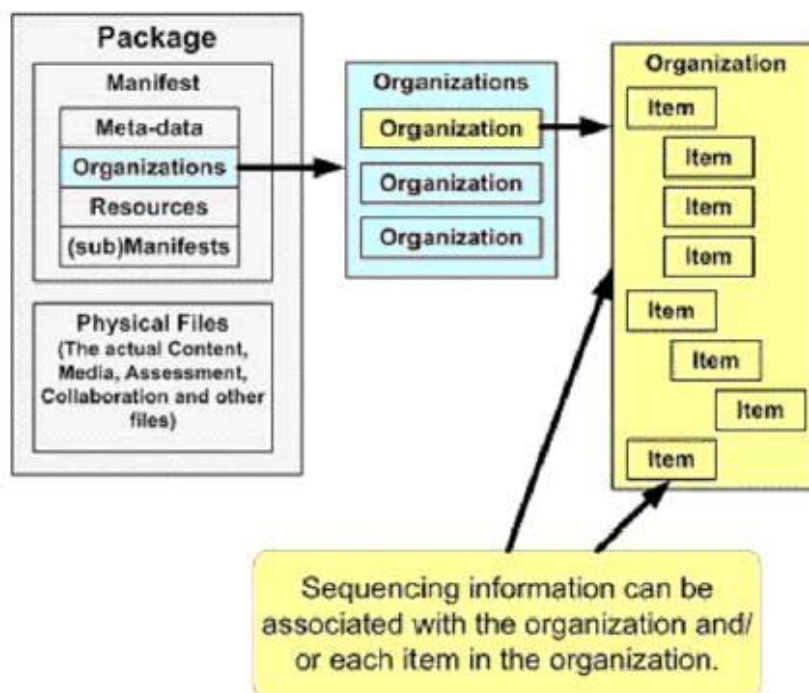 Package
Manifest
Meta-data
Organizations
Resources
(sub)Manifests
Physical Files
(The actual Content,
Media, Assessment,
Collaboration and other
files)
Organizations
Organization
Organization
Organization
Organization
Item
Item
Item
Item
Item
Item
Item
Item
Sequencing information can be
associated with the organization and/
or each item in the organization.